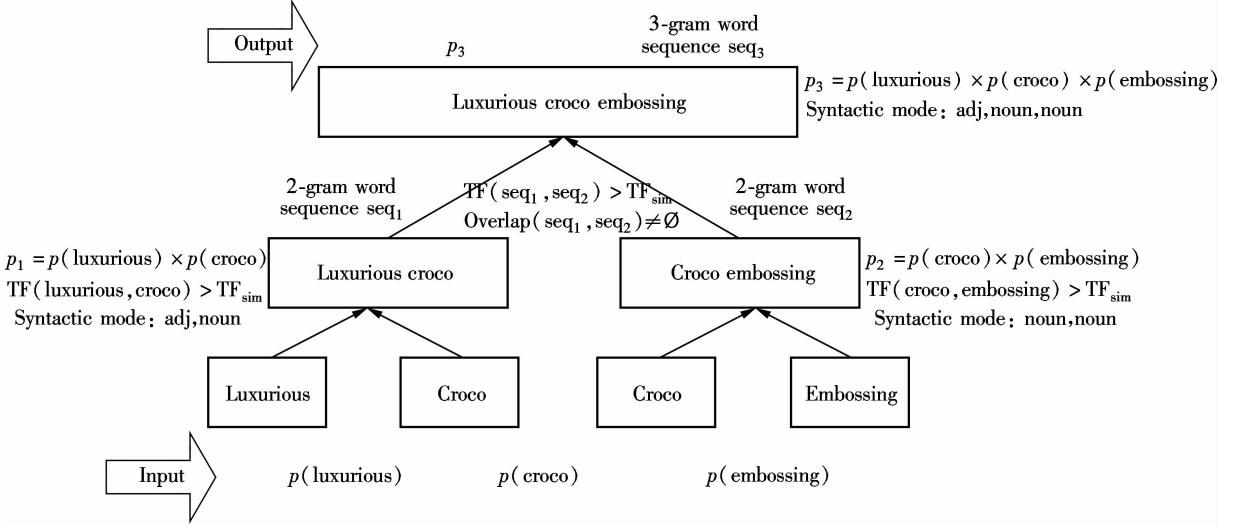 Output
p₃
3-gram word
sequence seq₃
Luxurious croco embossing
p₃ = p(luxurious) × p(croco) × p(embossing)
Syntactic mode: adj,noun,noun
2-gram word
sequence seq₁
TF(seq₁,seq₂) > TFsim
Overlap(seq₁,seq₂)≠Ø
2-gram word
sequence seq₂
p₁ = p(luxurious) × p(croco)
TF(luxurious,croco) > TFsim
Syntactic mode: adj,noun
Luxurious croco
Croco embossing
p₂ = p(croco) × p(embossing)
TF(croco,embossing) > TFsim
Syntactic mode: noun,noun
Luxurious
Croco
Croco
Embossing
Input
p(luxurious)
p(croco)
p(embossing)